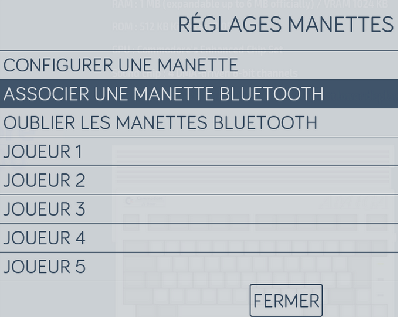 RÉGLAGES MANETTES
CONFIGURER UNE MANETTE
ASSOCIER UNE MANETTE BLUETOOTH
OUBLIER LES MANETTES BLUETOOTH
JOUEUR 1
JOUEUR 2
JOUEUR 3
JOUEUR 4
JOUEUR 5
FERMER